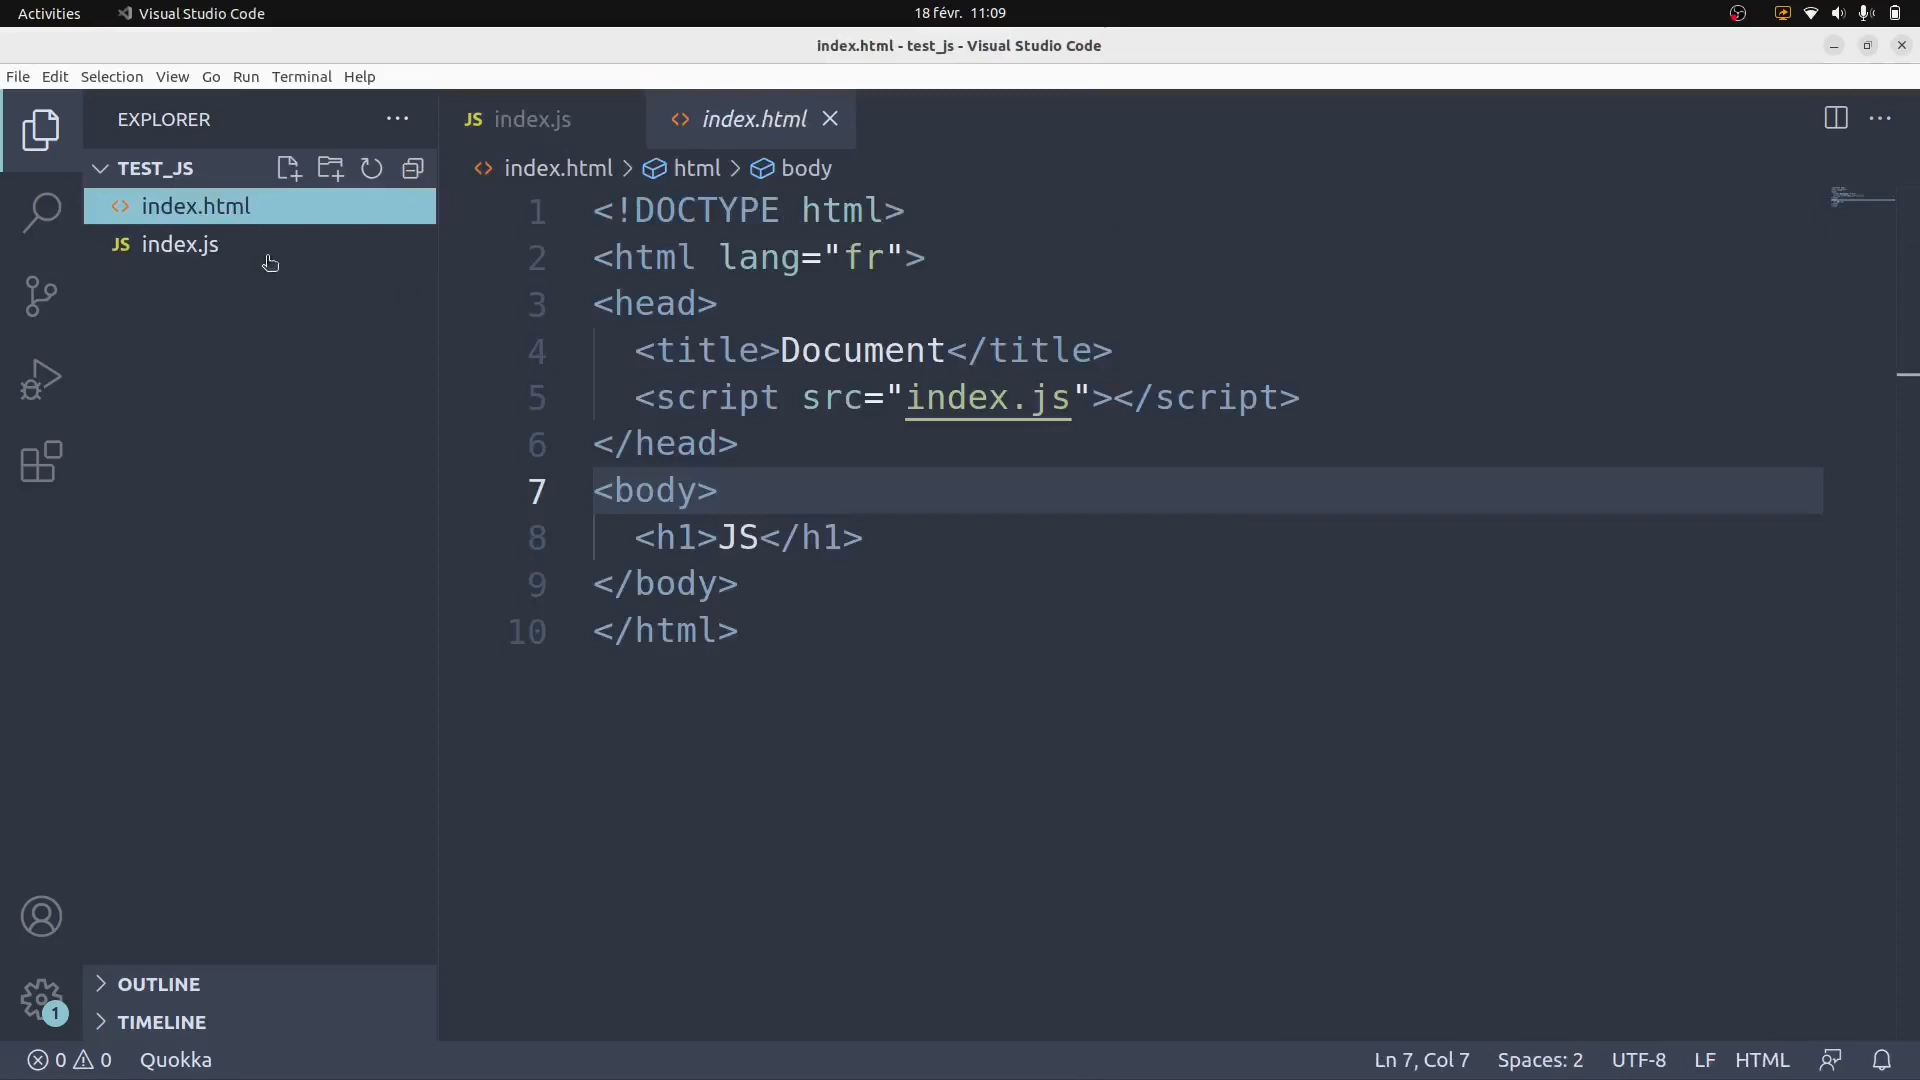 Activities Visual Studio Code 18 févr. 11:09
index.html - test_js - Visual Studio Code
File Edit Selection View Go Run Terminal Help
EXPLORER
TEST_JS
<> index.html
JS index.js
OUTLINE
TIMELINE
JS index.js <> index.html
<> index.html > html > body
1 <!DOCTYPE html>
2 <html lang="fr">
3 <head>
4 <title>Document</title>
5 <script src="index.js"></script>
6 </head>
7 <body>
8 <h1>JS</h1>
9 </body>
10 </html>
1
0 0 Quokka Ln 7, Col 7 Spaces: 2 UTF-8 LF HTML